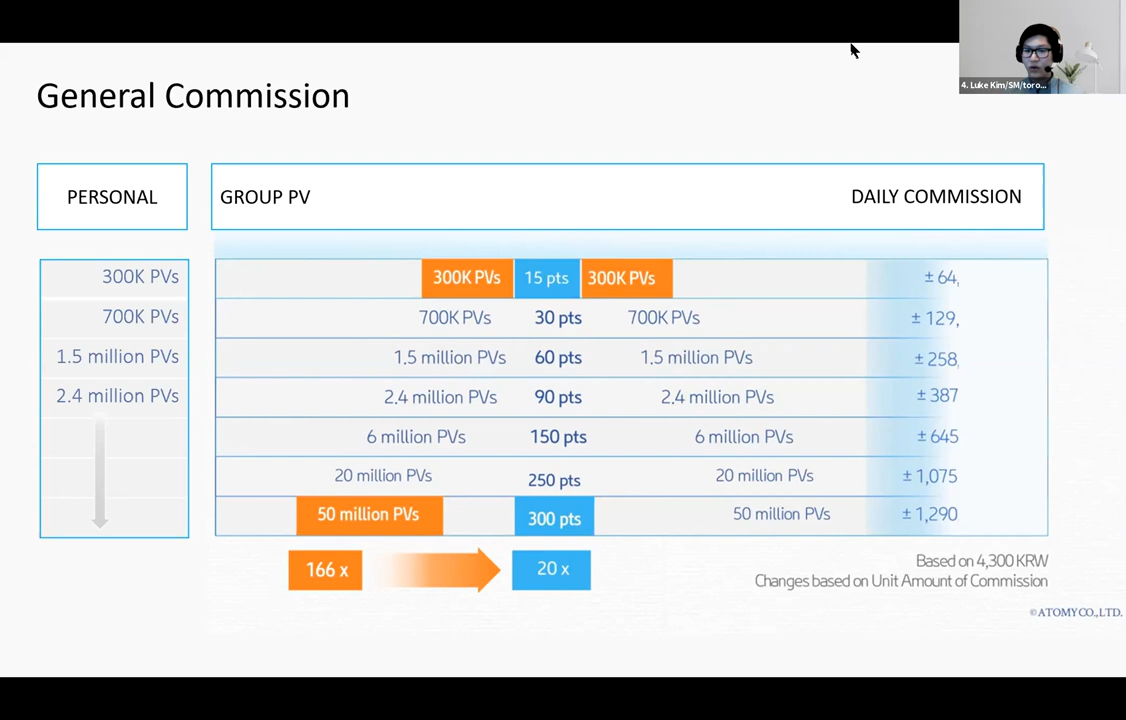 4. Luke Kim/SM/toro...
General Commission
PERSONAL
GROUP PV DAILY COMMISSION
300K PVs 300K PVs 15 pts 300K PVs ± 64,
700K PVs 700K PVs 30 pts 700K PVs ± 129,
1.5 million PVs 1.5 million PVs 60 pts 1.5 million PVs ± 258,
2.4 million PVs 2.4 million PVs 90 pts 2.4 million PVs ± 387
6 million PVs 150 pts 6 million PVs ± 645
20 million PVs 250 pts 20 million PVs ± 1,075
50 million PVs 300 pts 50 million PVs ± 1,290
166 x 20 x
Based on 4,300 KRW
Changes based on Unit Amount of Commission
©ATOMY CO.,LTD.